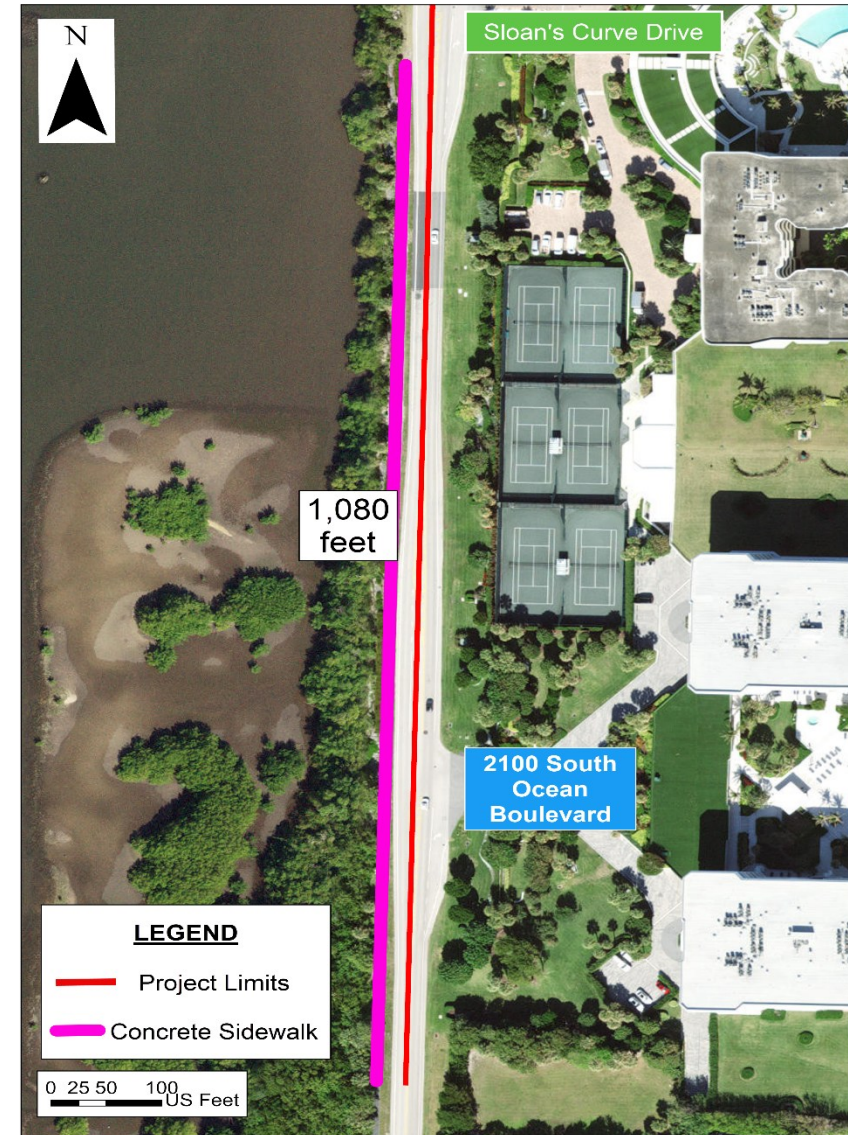 N
Sloan's Curve Drive
1,080
feet
2100 South
Ocean
Boulevard
LEGEND
Project Limits
Concrete Sidewalk
0 25 50 100
US Feet